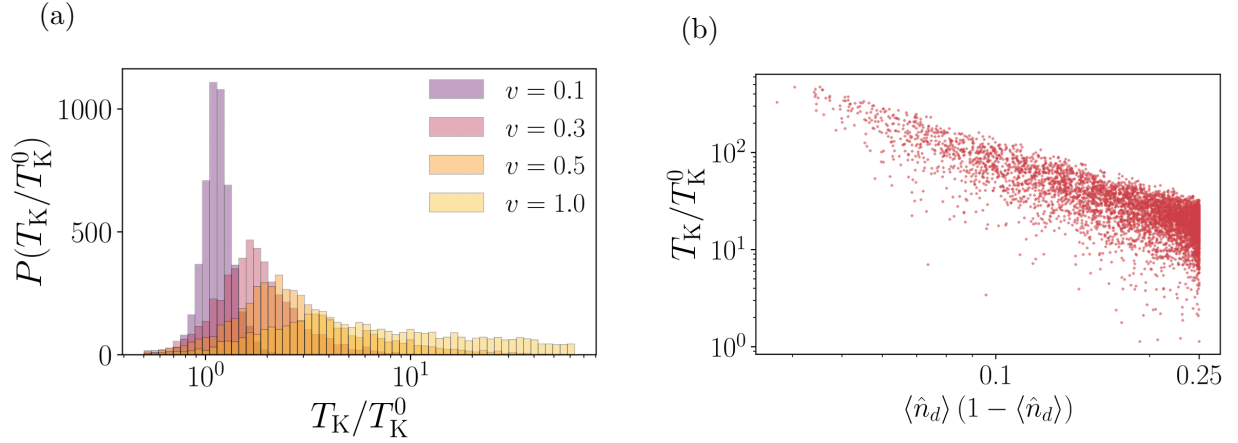 (a)
P(T_K/T_K^0)
1000
500
0
v = 0.1
v = 0.3
v = 0.5
v = 1.0
10^0
10^1
T_K/T_K^0
(b)
T_K/T_K^0
10^2
10^1
10^0
0.1
0.25
⟨n̂_d⟩ (1 − ⟨n̂_d⟩)